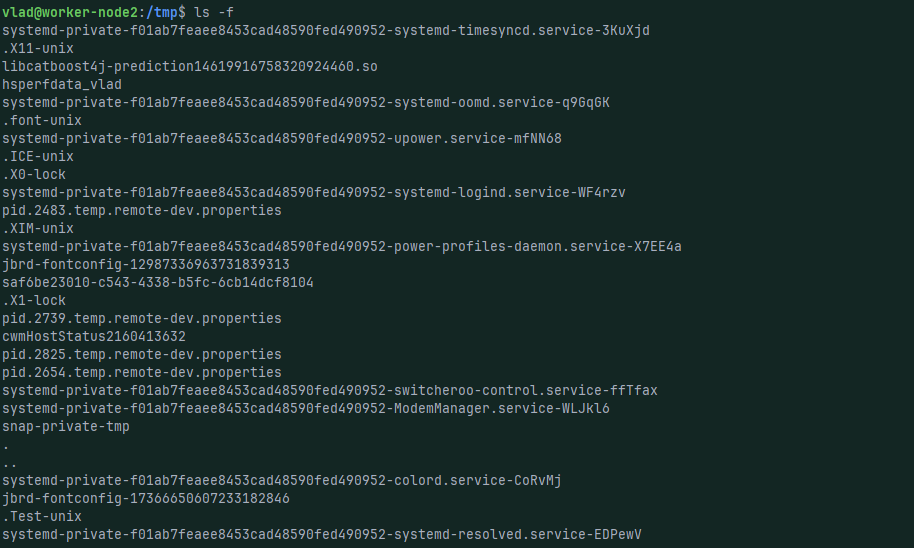 vlad@worker-node2:/tmp$ ls -f
systemd-private-f01ab7feaee8453cad48590fed490952-systemd-timesyncd.service-3KuXjd
.X11-unix
libcatboost4j-prediction14619916758320924460.so
hsperfdata_vlad
systemd-private-f01ab7feaee8453cad48590fed490952-systemd-oomd.service-q9GqGK
.font-unix
systemd-private-f01ab7feaee8453cad48590fed490952-upower.service-mfNN68
.ICE-unix
.X0-lock
systemd-private-f01ab7feaee8453cad48590fed490952-systemd-logind.service-WF4rzv
pid.2483.temp.remote-dev.properties
.XIM-unix
systemd-private-f01ab7feaee8453cad48590fed490952-power-profiles-daemon.service-X7EE4a
jbrd-fontconfig-12987336963731839313
saf6be23010-c543-4338-b5fc-6cb14dcf8104
.X1-lock
pid.2739.temp.remote-dev.properties
cwmHostStatus2160413632
pid.2825.temp.remote-dev.properties
pid.2654.temp.remote-dev.properties
systemd-private-f01ab7feaee8453cad48590fed490952-switcheroo-control.service-ffTfax
systemd-private-f01ab7feaee8453cad48590fed490952-ModemManager.service-WLJkl6
snap-private-tmp
.
..
systemd-private-f01ab7feaee8453cad48590fed490952-colord.service-CoRvMj
jbrd-fontconfig-17366650607233182846
.Test-unix
systemd-private-f01ab7feaee8453cad48590fed490952-systemd-resolved.service-EDPewV